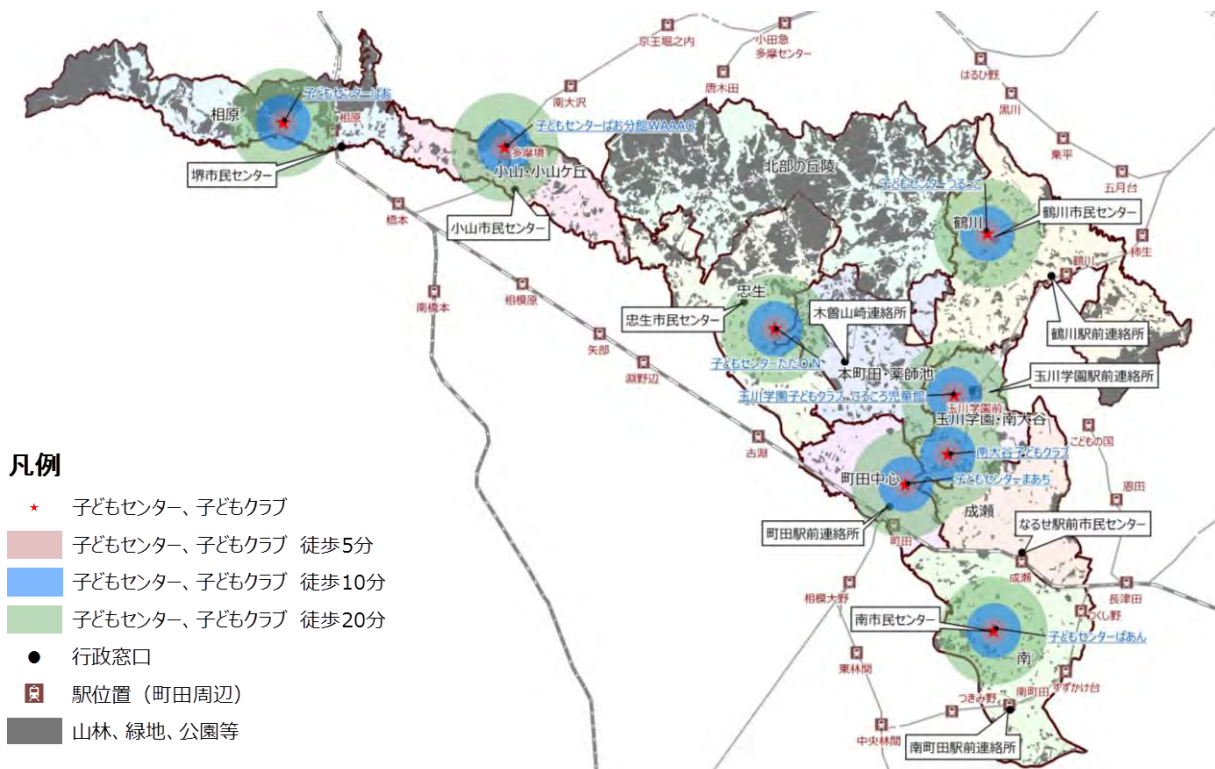 京王堀之内
小田急
多摩センター
はるひ野
唐木田
南大沢
黒川
子どもセンターぱお
相原
相原
子どもセンターぱお分館WAAAO
多摩境
栗平
北部の丘陵
小山・小山ケ丘
堺市民センター
五月台
子どもセンターつるっこ
橋本
小山市民センター
鶴川
鶴川市民センター
柿生
鶴川
南橋本
相模原
忠生
忠生市民センター
木曽山崎連絡所
鶴川駅前連絡所
矢部
淵野辺
子どもセンターただON
本町田・薬師池
玉川学園駅前連絡所
玉川学園子どもクラブ ころころ児童館
玉川学園前
玉川学園・南大谷
古淵
こどもの国
南大谷子どもクラブ
町田中心
子どもセンターまあち
恩田
成瀬
町田駅前連絡所
町田
なるせ駅前市民センター
成瀬
相模大野
長津田
つくし野
南市民センター
子どもセンターばあん
東林間
南
すずかけ台
つきみ野
南町田
中央林間
南町田駅前連絡所
凡例
子どもセンター、子どもクラブ
子どもセンター、子どもクラブ 徒歩5分
子どもセンター、子どもクラブ 徒歩10分
子どもセンター、子どもクラブ 徒歩20分
行政窓口
駅位置（町田周辺）
山林、緑地、公園等